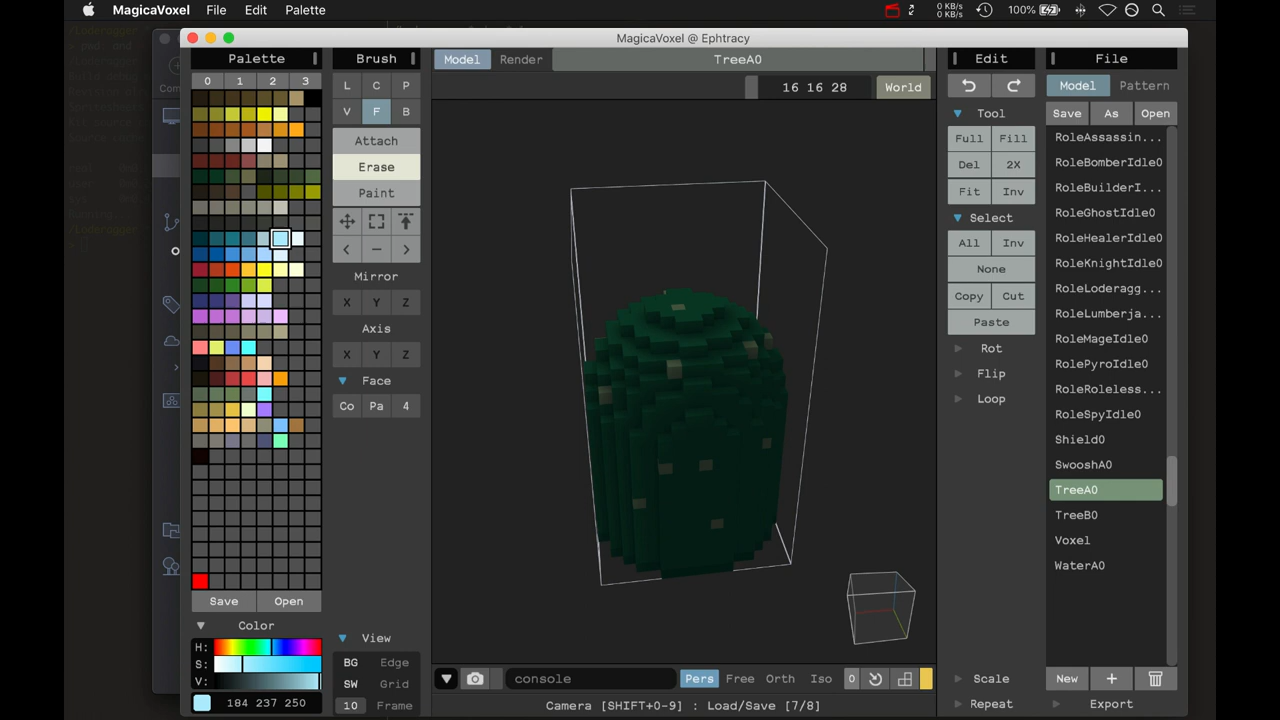 MagicaVoxel File Edit Palette
0 KB/s
0 KB/s
100%
MagicaVoxel @ Ephtracy
Palette
0 1 2 3
Save Open
Color
H:
S:
V:
184 237 250
Brush
L C P
V F B
Attach
Erase
Paint
Mirror
X Y Z
Axis
X Y Z
Face
Co Pa 4
View
BG Edge
SW Grid
10 Frame
Model Render TreeA0
16 16 28 World
console Pers Free Orth Iso 0
Camera [SHIFT+0-9] : Load/Save [7/8]
Edit
Tool
Full Fill
Del 2X
Fit Inv
Select
All Inv
None
Copy Cut
Paste
Rot
Flip
Loop
Scale
Repeat
File
Model Pattern
Save As Open
RoleAssassin...
RoleBomberIdle0
RoleBuilderI...
RoleGhostIdle0
RoleHealerIdle0
RoleKnightIdle0
RoleLoderagg...
RoleLumberja...
RoleMageIdle0
RolePyroIdle0
RoleRoleless...
RoleSpyIdle0
Shield0
SwooshA0
TreeA0
TreeB0
Voxel
WaterA0
New +
Export